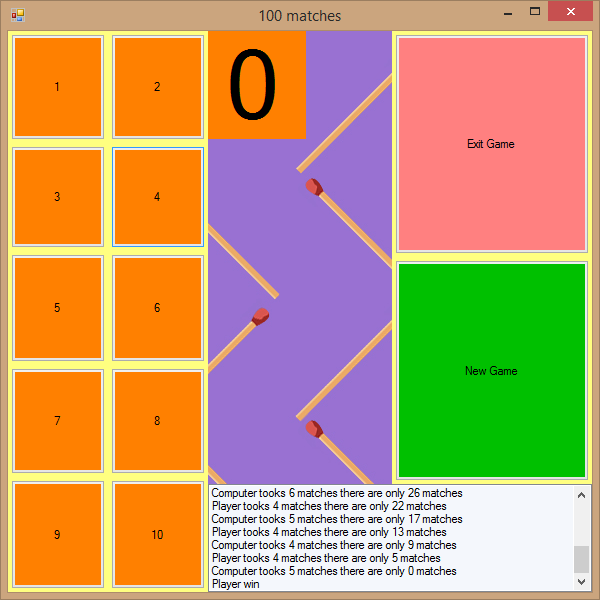 100 matches
1
2
0
3
4
5
6
7
8
9
10
Exit Game
New Game
Computer tooks 6 matches there are only 26 matches
Player tooks 4 matches there are only 22 matches
Computer tooks 5 matches there are only 17 matches
Player tooks 4 matches there are only 13 matches
Computer tooks 4 matches there are only 9 matches
Player tooks 4 matches there are only 5 matches
Computer tooks 5 matches there are only 0 matches
Player win